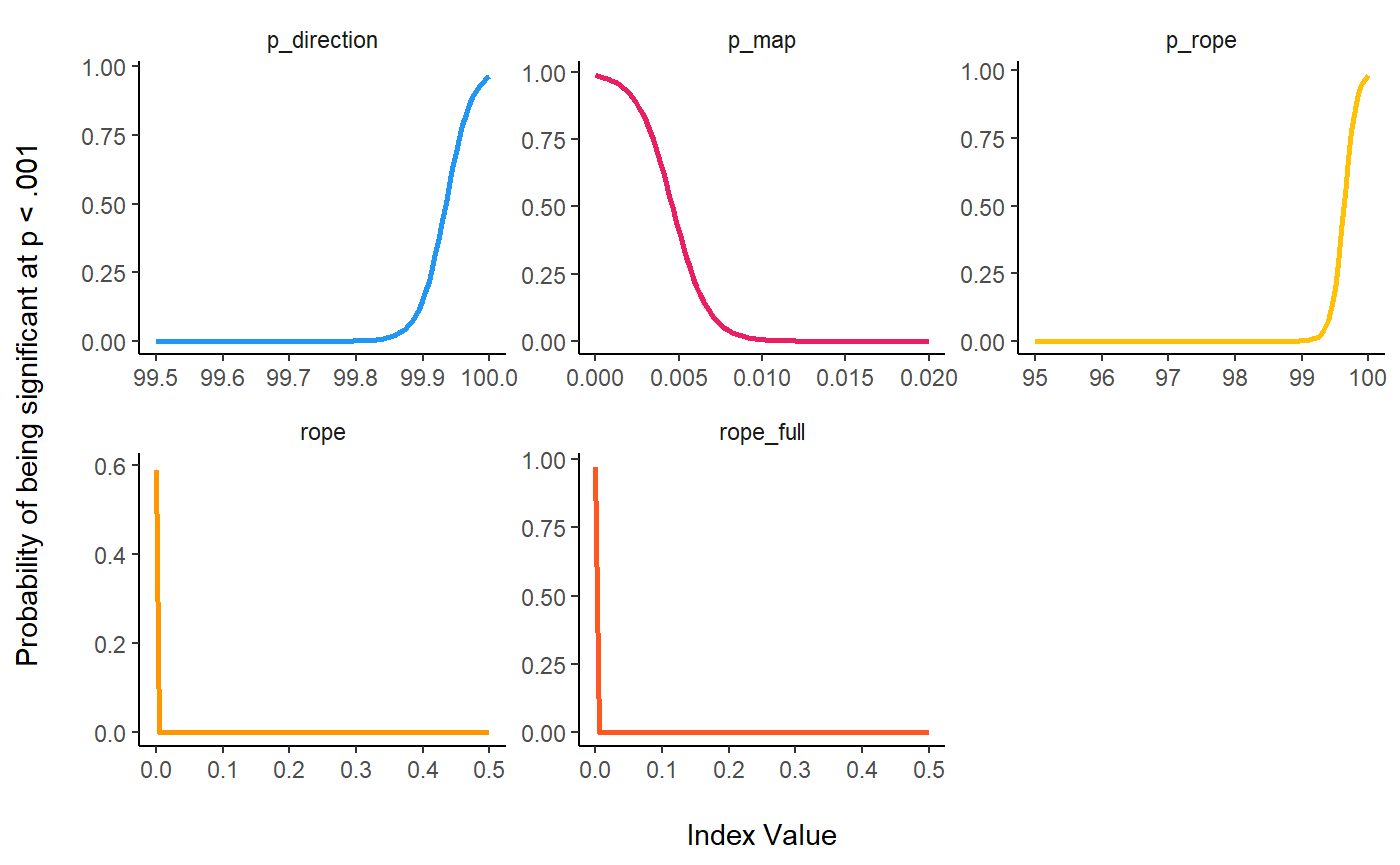 p_direction
p_map
p_rope
1.00
0.75
0.50
0.25
0.00
99.5 99.6 99.7 99.8 99.9 100.0
1.00
0.75
0.50
0.25
0.00
0.000 0.005 0.010 0.015 0.020
1.00
0.75
0.50
0.25
0.00
95 96 97 98 99 100
rope
rope_full
0.6
0.4
0.2
0.0
0.0 0.1 0.2 0.3 0.4 0.5
1.00
0.75
0.50
0.25
0.00
0.0 0.1 0.2 0.3 0.4 0.5
Probability of being significant at p < .001
Index Value